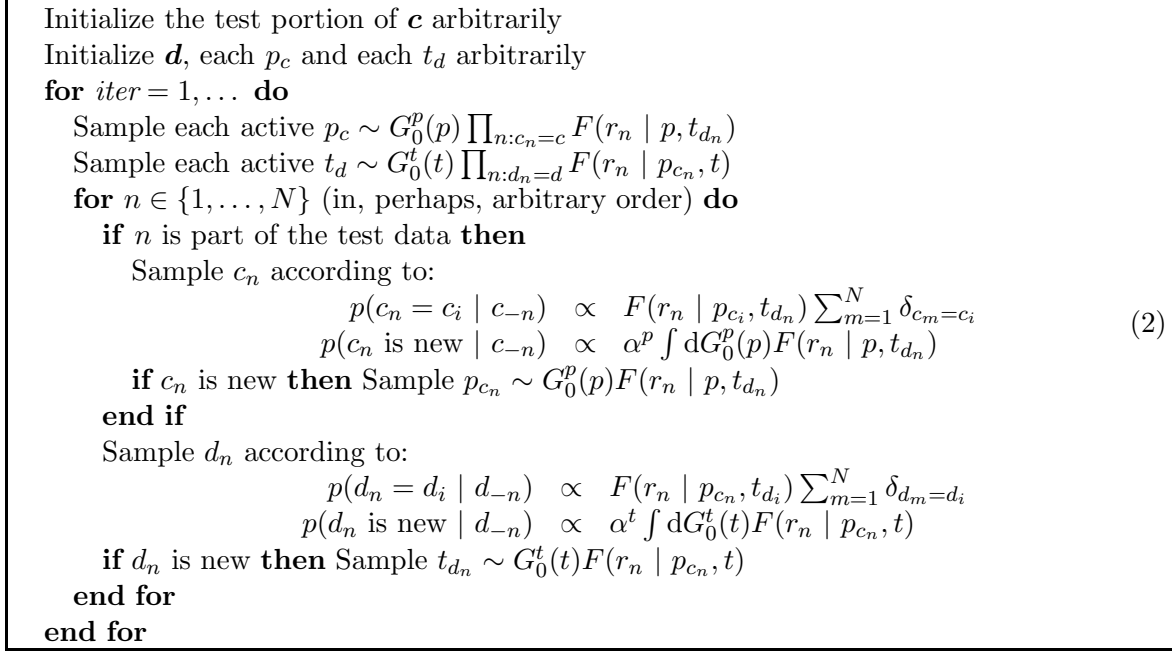 Initialize the test portion of c arbitrarily
Initialize d, each p_c and each t_d arbitrarily
for iter = 1, … do
Sample each active p_c ∼ G_0^p(p) ∏_{n:c_n=c} F(r_n | p, t_{d_n})
Sample each active t_d ∼ G_0^t(t) ∏_{n:d_n=d} F(r_n | p_{c_n}, t)
for n ∈ {1, …, N} (in, perhaps, arbitrary order) do
if n is part of the test data then
Sample c_n according to:
p(c_n = c_i | c_{−n}) ∝ F(r_n | p_{c_i}, t_{d_n}) ∑_{m=1}^N δ_{c_m=c_i}
p(c_n is new | c_{−n}) ∝ α^p ∫ dG_0^p(p)F(r_n | p, t_{d_n}) (2)
if c_n is new then Sample p_{c_n} ∼ G_0^p(p)F(r_n | p, t_{d_n})
end if
Sample d_n according to:
p(d_n = d_i | d_{−n}) ∝ F(r_n | p_{c_n}, t_{d_i}) ∑_{m=1}^N δ_{d_m=d_i}
p(d_n is new | d_{−n}) ∝ α^t ∫ dG_0^t(t)F(r_n | p_{c_n}, t)
if d_n is new then Sample t_{d_n} ∼ G_0^t(t)F(r_n | p_{c_n}, t)
end for
end for